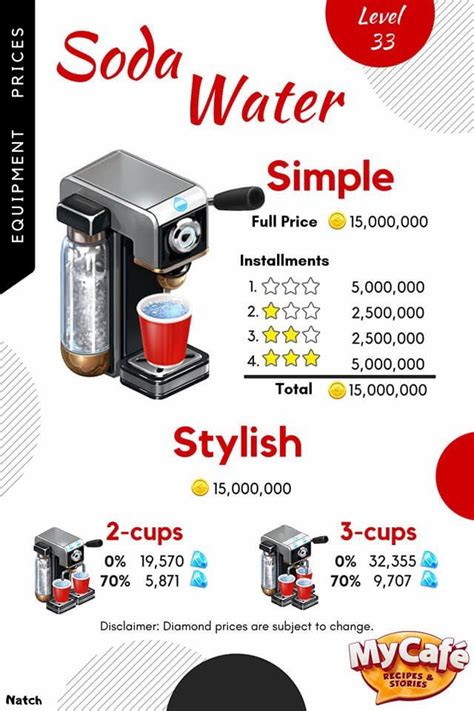 EQUIPMENT PRICES
Level
33
Soda
Water
Simple
Full Price 15,000,000
Installments
1. 5,000,000
2. 2,500,000
3. 2,500,000
4. 5,000,000
Total 15,000,000
Stylish
15,000,000
2-cups
0% 19,570
70% 5,871
3-cups
0% 32,355
70% 9,707
Disclaimer: Diamond prices are subject to change.
MyCafé
RECIPES &
STORIES
Natch